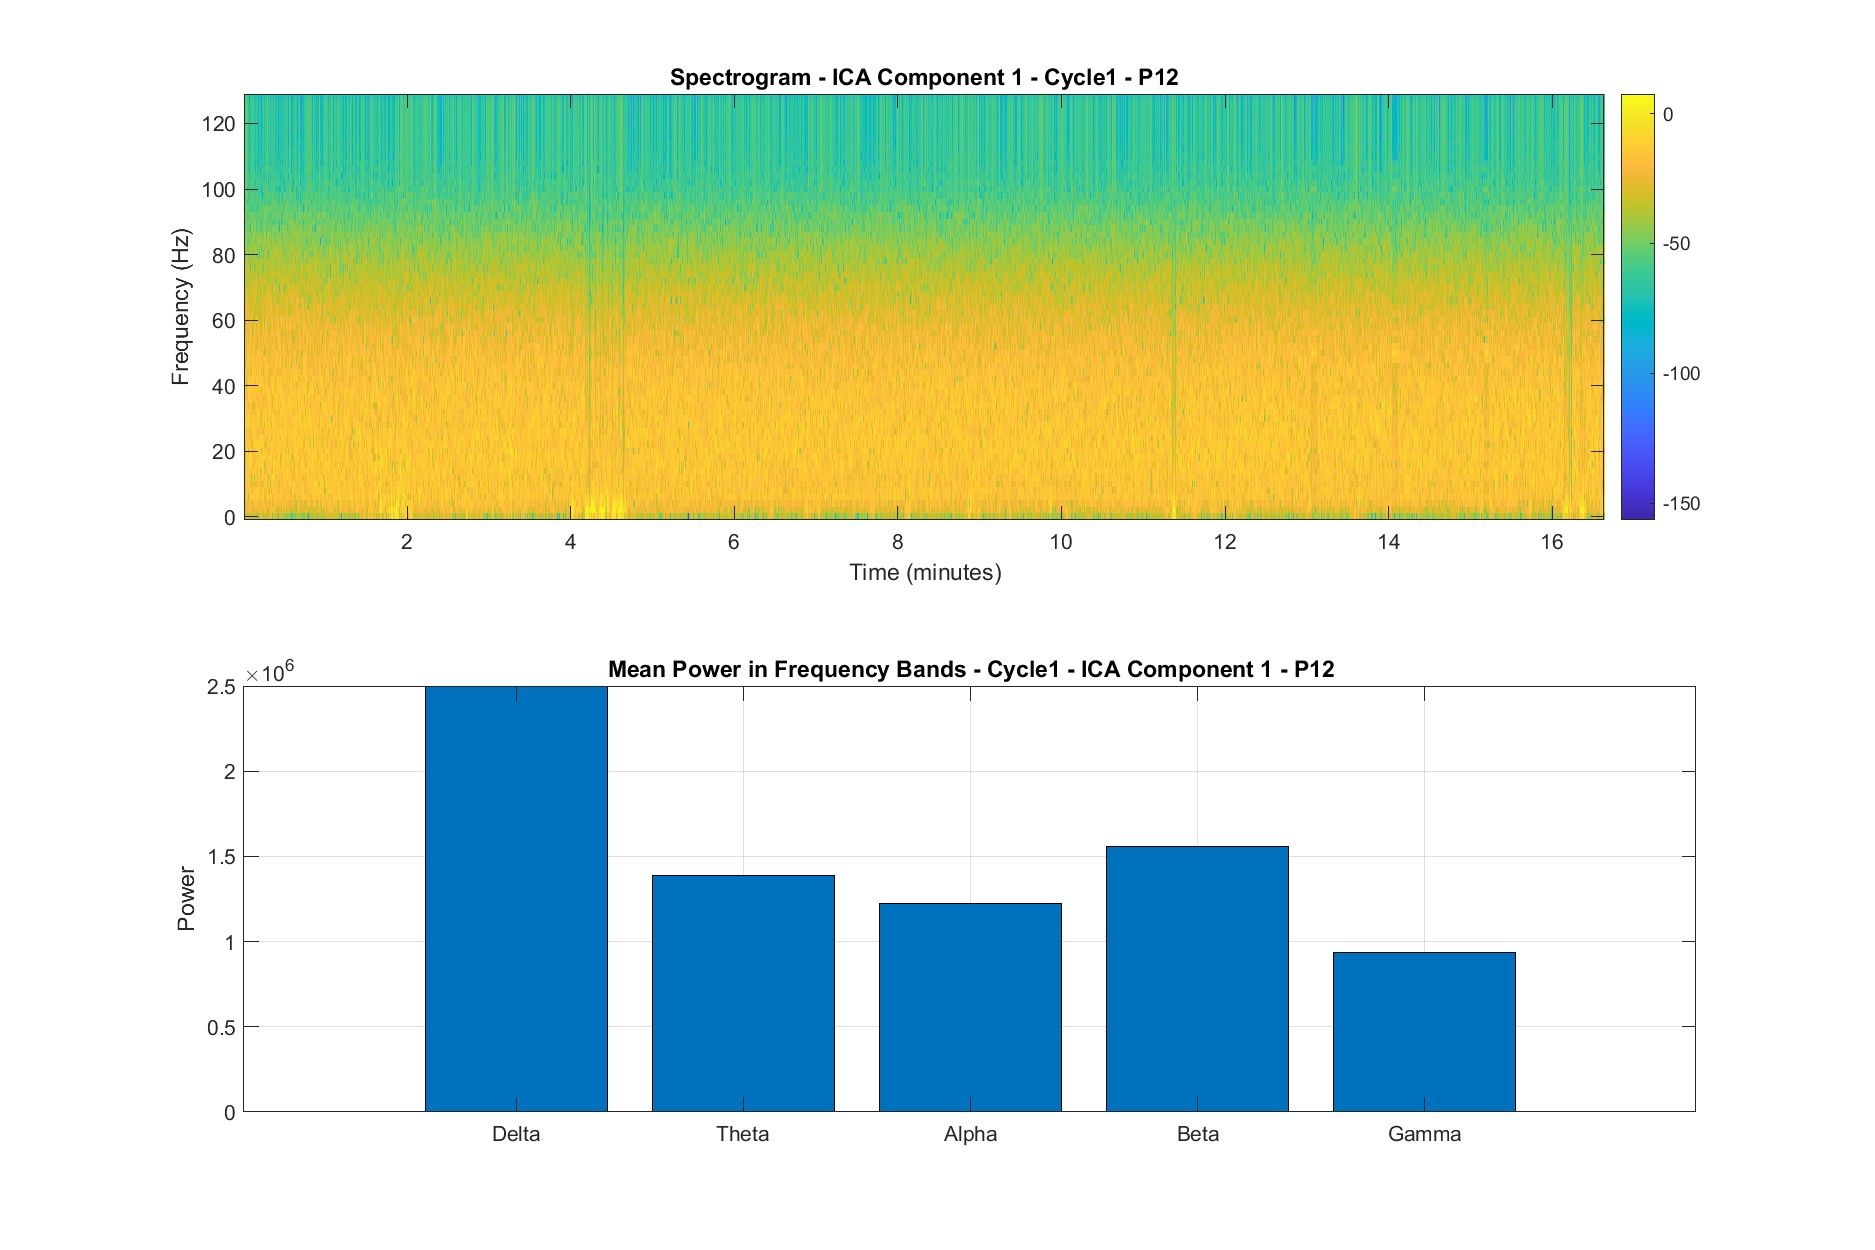 Spectrogram - ICA Component 1 - Cycle1 - P12
120
100
80
60
40
20
0
Frequency (Hz)
2 4 6 8 10 12 14 16
Time (minutes)
0
-50
-100
-150
Mean Power in Frequency Bands - Cycle1 - ICA Component 1 - P12
×10^6
2.5
2
1.5
1
0.5
0
Power
Delta Theta Alpha Beta Gamma